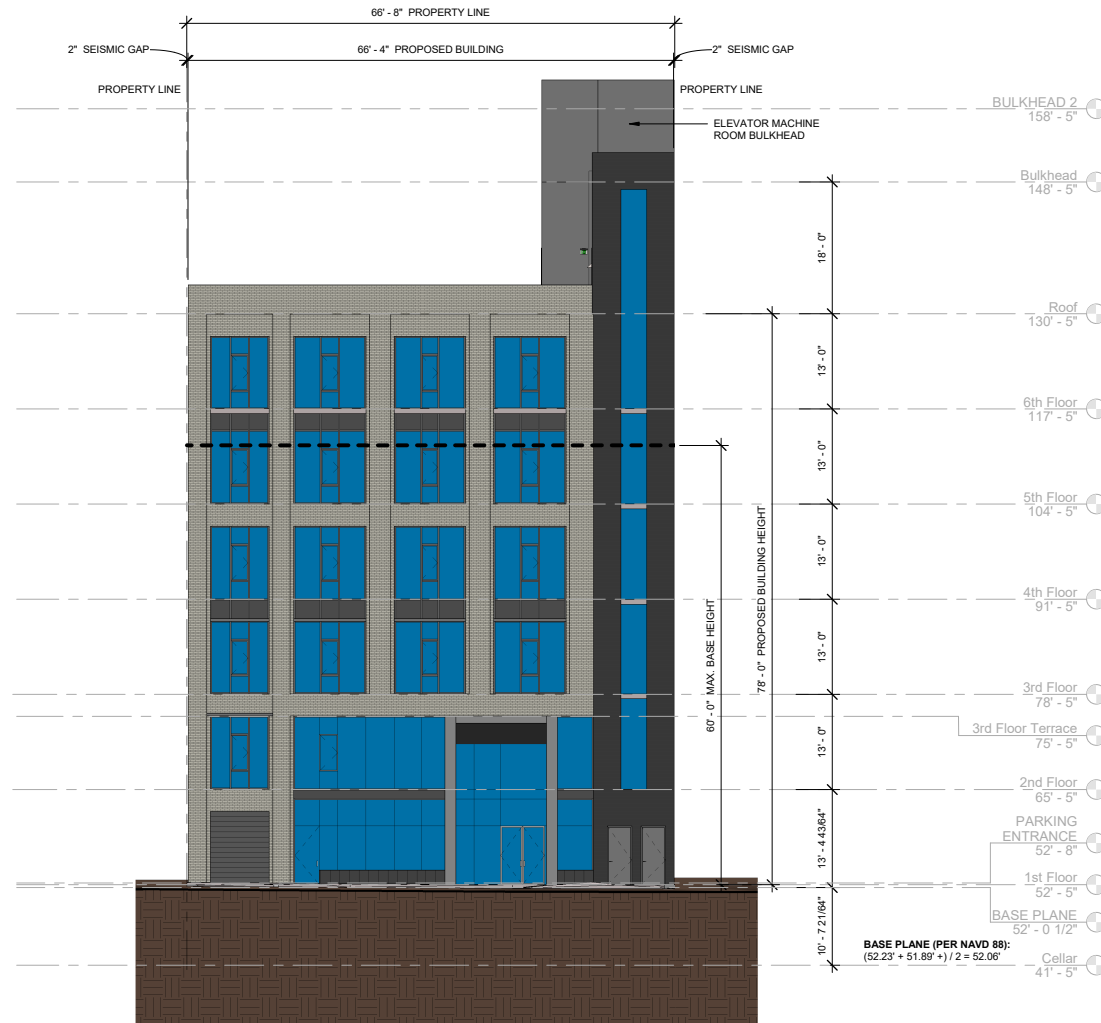 66' - 8" PROPERTY LINE
2" SEISMIC GAP
66' - 4" PROPOSED BUILDING
2" SEISMIC GAP
PROPERTY LINE
PROPERTY LINE
ELEVATOR MACHINE
ROOM BULKHEAD
BULKHEAD 2
158' - 5"
Bulkhead
148' - 5"
18' - 0"
Roof
130' - 5"
13' - 0"
6th Floor
117' - 5"
13' - 0"
5th Floor
104' - 5"
13' - 0"
4th Floor
91' - 5"
13' - 0"
60' - 0" MAX. BASE HEIGHT
78' - 0" PROPOSED BUILDING HEIGHT
3rd Floor
78' - 5"
3rd Floor Terrace
75' - 5"
13' - 0"
2nd Floor
65' - 5"
13' - 4 43/64"
PARKING
ENTRANCE
52' - 8"
1st Floor
52' - 5"
BASE PLANE
52' - 0 1/2"
10' - 7 21/64"
BASE PLANE (PER NAVD 88):
(52.23' + 51.89' +) / 2 = 52.06'
Cellar
41' - 5"